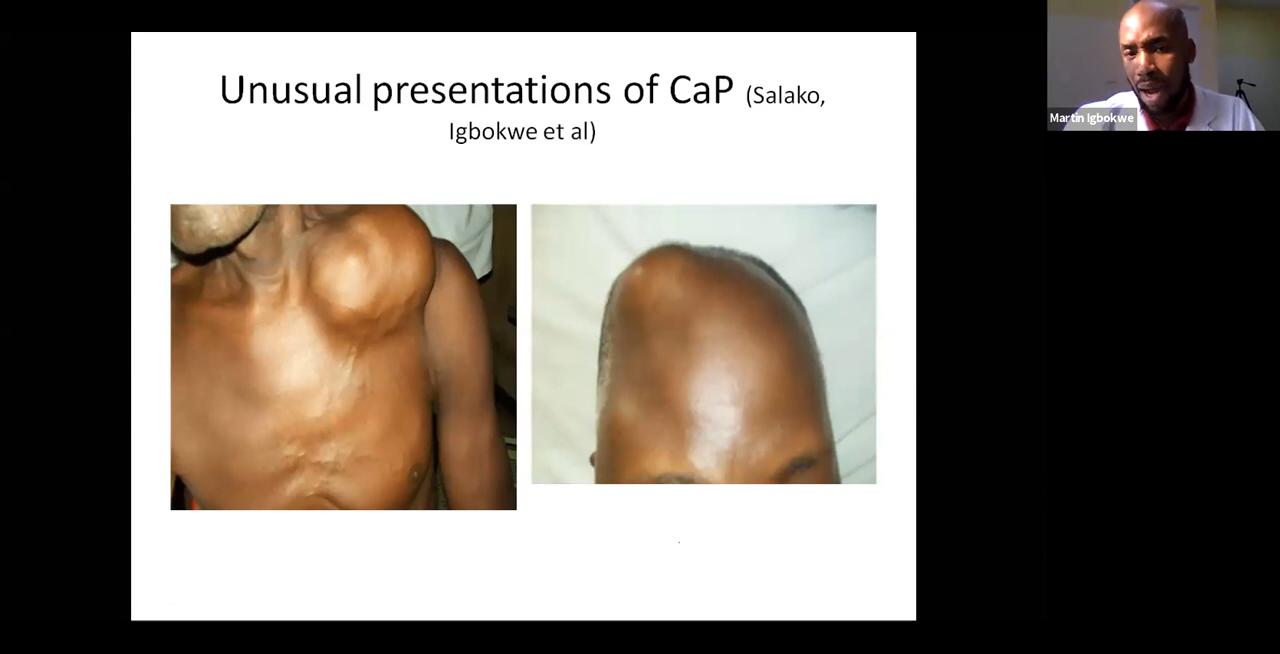 Unusual presentations of CaP (Salako,
Igbokwe et al)
Martin Igbokwe